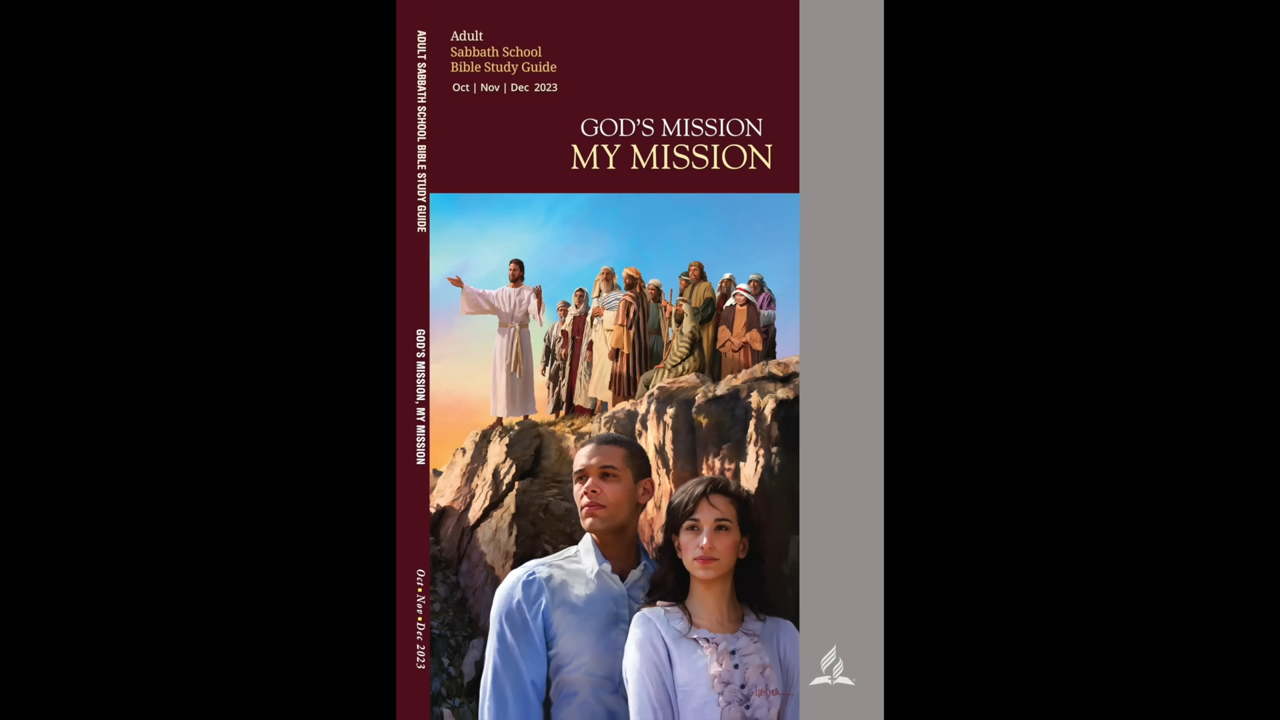 Adult
Sabbath School
Bible Study Guide
Oct | Nov | Dec 2023
GOD'S MISSION
MY MISSION
ADULT SABBATH SCHOOL BIBLE STUDY GUIDE
GOD'S MISSION, MY MISSION
Oct▪Nov▪Dec 2023